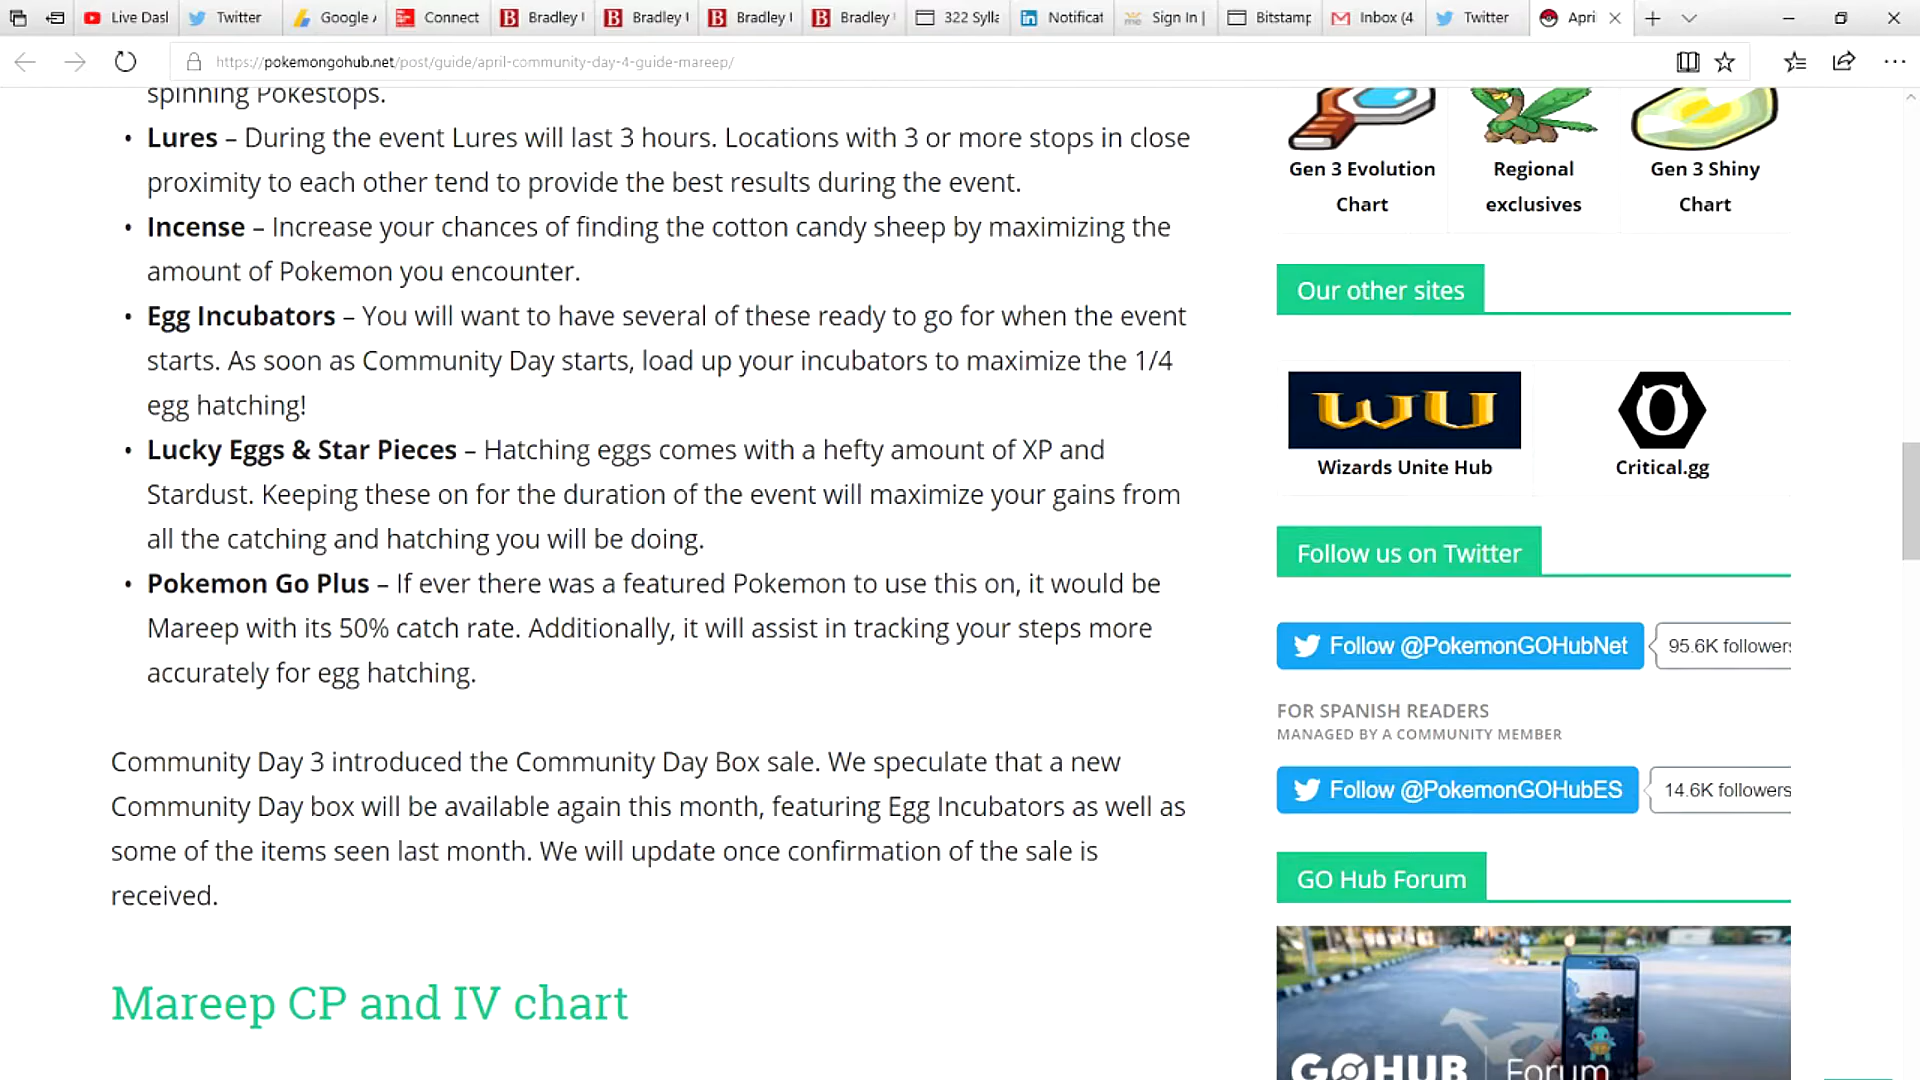 Live Dasl
Twitter
Google A
Connect
Bradley U
Bradley U
Bradley U
Bradley
322 Sylla
Notificat
Sign In |
Bitstamp
Inbox (4
Twitter
Apri
https://pokemongohub.net/post/guide/april-community-day-4-guide-mareep/
spinning Pokestops.
• Lures – During the event Lures will last 3 hours. Locations with 3 or more stops in close
proximity to each other tend to provide the best results during the event.
• Incense – Increase your chances of finding the cotton candy sheep by maximizing the
amount of Pokemon you encounter.
• Egg Incubators – You will want to have several of these ready to go for when the event
starts. As soon as Community Day starts, load up your incubators to maximize the 1/4
egg hatching!
• Lucky Eggs & Star Pieces – Hatching eggs comes with a hefty amount of XP and
Stardust. Keeping these on for the duration of the event will maximize your gains from
all the catching and hatching you will be doing.
• Pokemon Go Plus – If ever there was a featured Pokemon to use this on, it would be
Mareep with its 50% catch rate. Additionally, it will assist in tracking your steps more
accurately for egg hatching.
Community Day 3 introduced the Community Day Box sale. We speculate that a new
Community Day box will be available again this month, featuring Egg Incubators as well as
some of the items seen last month. We will update once confirmation of the sale is
received.
Mareep CP and IV chart
Gen 3 Evolution
Chart
Regional
exclusives
Gen 3 Shiny
Chart
Our other sites
WU
Wizards Unite Hub
Critical.gg
Follow us on Twitter
Follow @PokemonGOHubNet
95.6K followers
FOR SPANISH READERS
MANAGED BY A COMMUNITY MEMBER
Follow @PokemonGOHubES
14.6K followers
GO Hub Forum
GOHUB | Forum